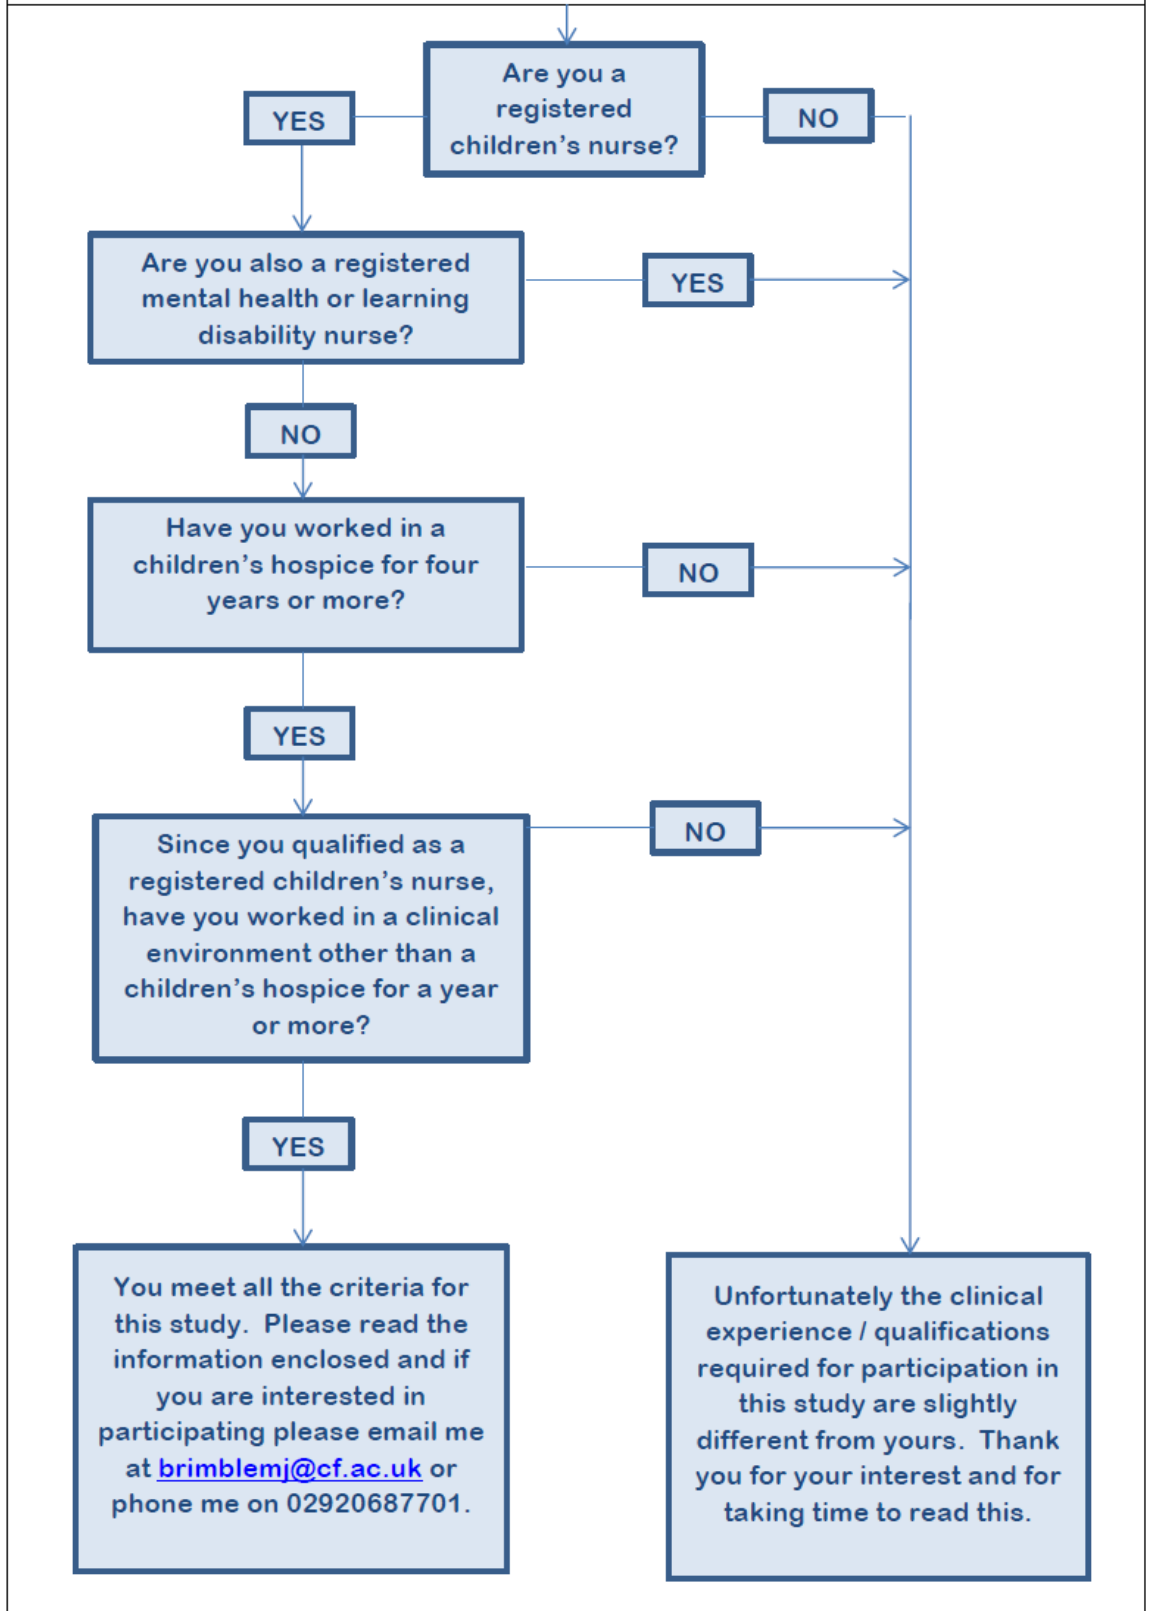 Are you a
registered
children's nurse?
YES
NO
Are you also a registered
mental health or learning
disability nurse?
YES
NO
Have you worked in a
children's hospice for four
years or more?
NO
YES
Since you qualified as a
registered children's nurse,
have you worked in a clinical
environment other than a
children's hospice for a year
or more?
NO
YES
You meet all the criteria for
this study.  Please read the
information enclosed and if
you are interested in
participating please email me
at brimblemj@cf.ac.uk or
phone me on 02920687701.
Unfortunately the clinical
experience / qualifications
required for participation in
this study are slightly
different from yours.  Thank
you for your interest and for
taking time to read this.